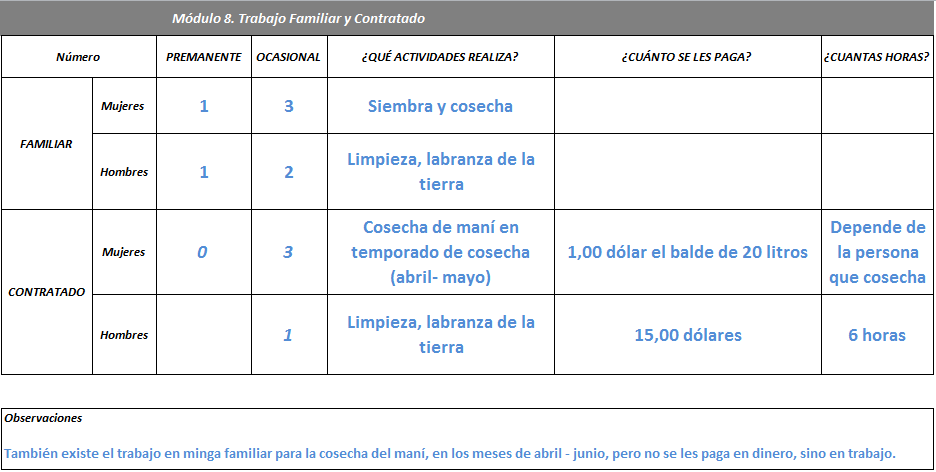 Módulo 8. Trabajo Familiar y Contratado
Número PREMANENTE OCASIONAL ¿QUÉ ACTIVIDADES REALIZA? ¿CUÁNTO SE LES PAGA? ¿CUANTAS HORAS?
FAMILIAR
Mujeres 1 3 Siembra y cosecha
Hombres 1 2 Limpieza, labranza de la
tierra
CONTRATADO
Mujeres 0 3 Cosecha de maní en
temporado de cosecha
(abril- mayo)
1,00 dólar el balde de 20 litros
Depende de
la persona
que cosecha
Hombres 1 Limpieza, labranza de la
tierra
15,00 dólares
6 horas
Observaciones
También existe el trabajo en minga familiar para la cosecha del maní, en los meses de abril - junio, pero no se les paga en dinero, sino en trabajo.